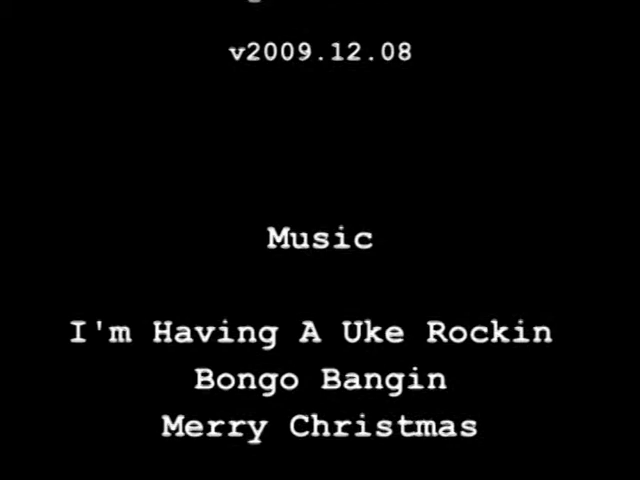 v2009.12.08
Music
I'm Having A Uke Rockin
Bongo Bangin
Merry Christmas